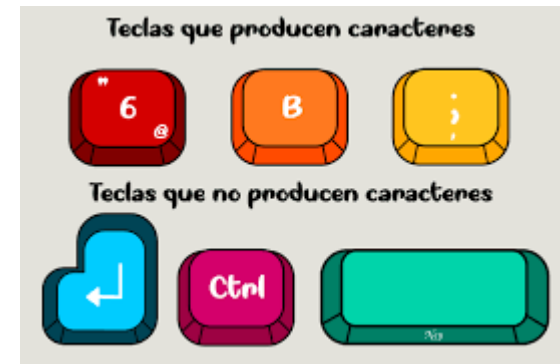 Teclas que producen caracteres
"
6
@
B
;
,
Teclas que no producen caracteres
Ctrl